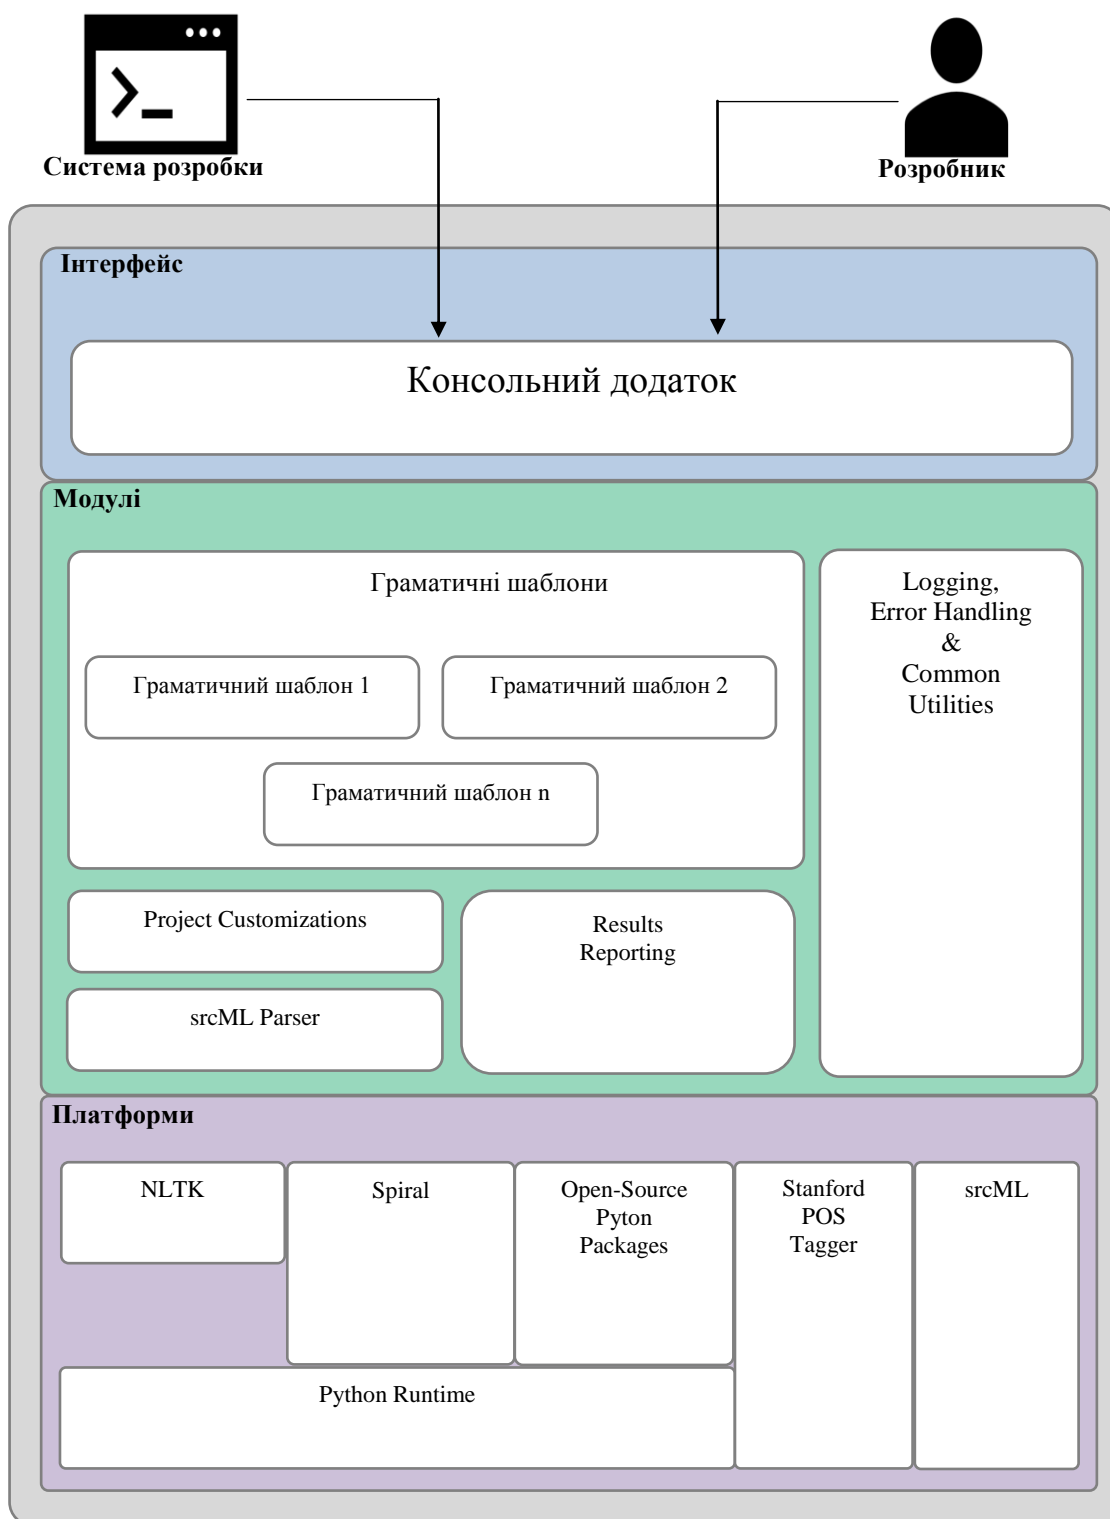 Система розробки
Розробник
Інтерфейс
Консольний додаток
Модулі
Граматичні шаблони
Граматичний шаблон 1
Граматичний шаблон 2
Граматичний шаблон n
Logging,
Error Handling
&
Common
Utilities
Project Customizations
Results
Reporting
srcML Parser
Платформи
NLTK
Spiral
Open-Source
Pyton
Packages
Stanford
POS
Tagger
srcML
Python Runtime